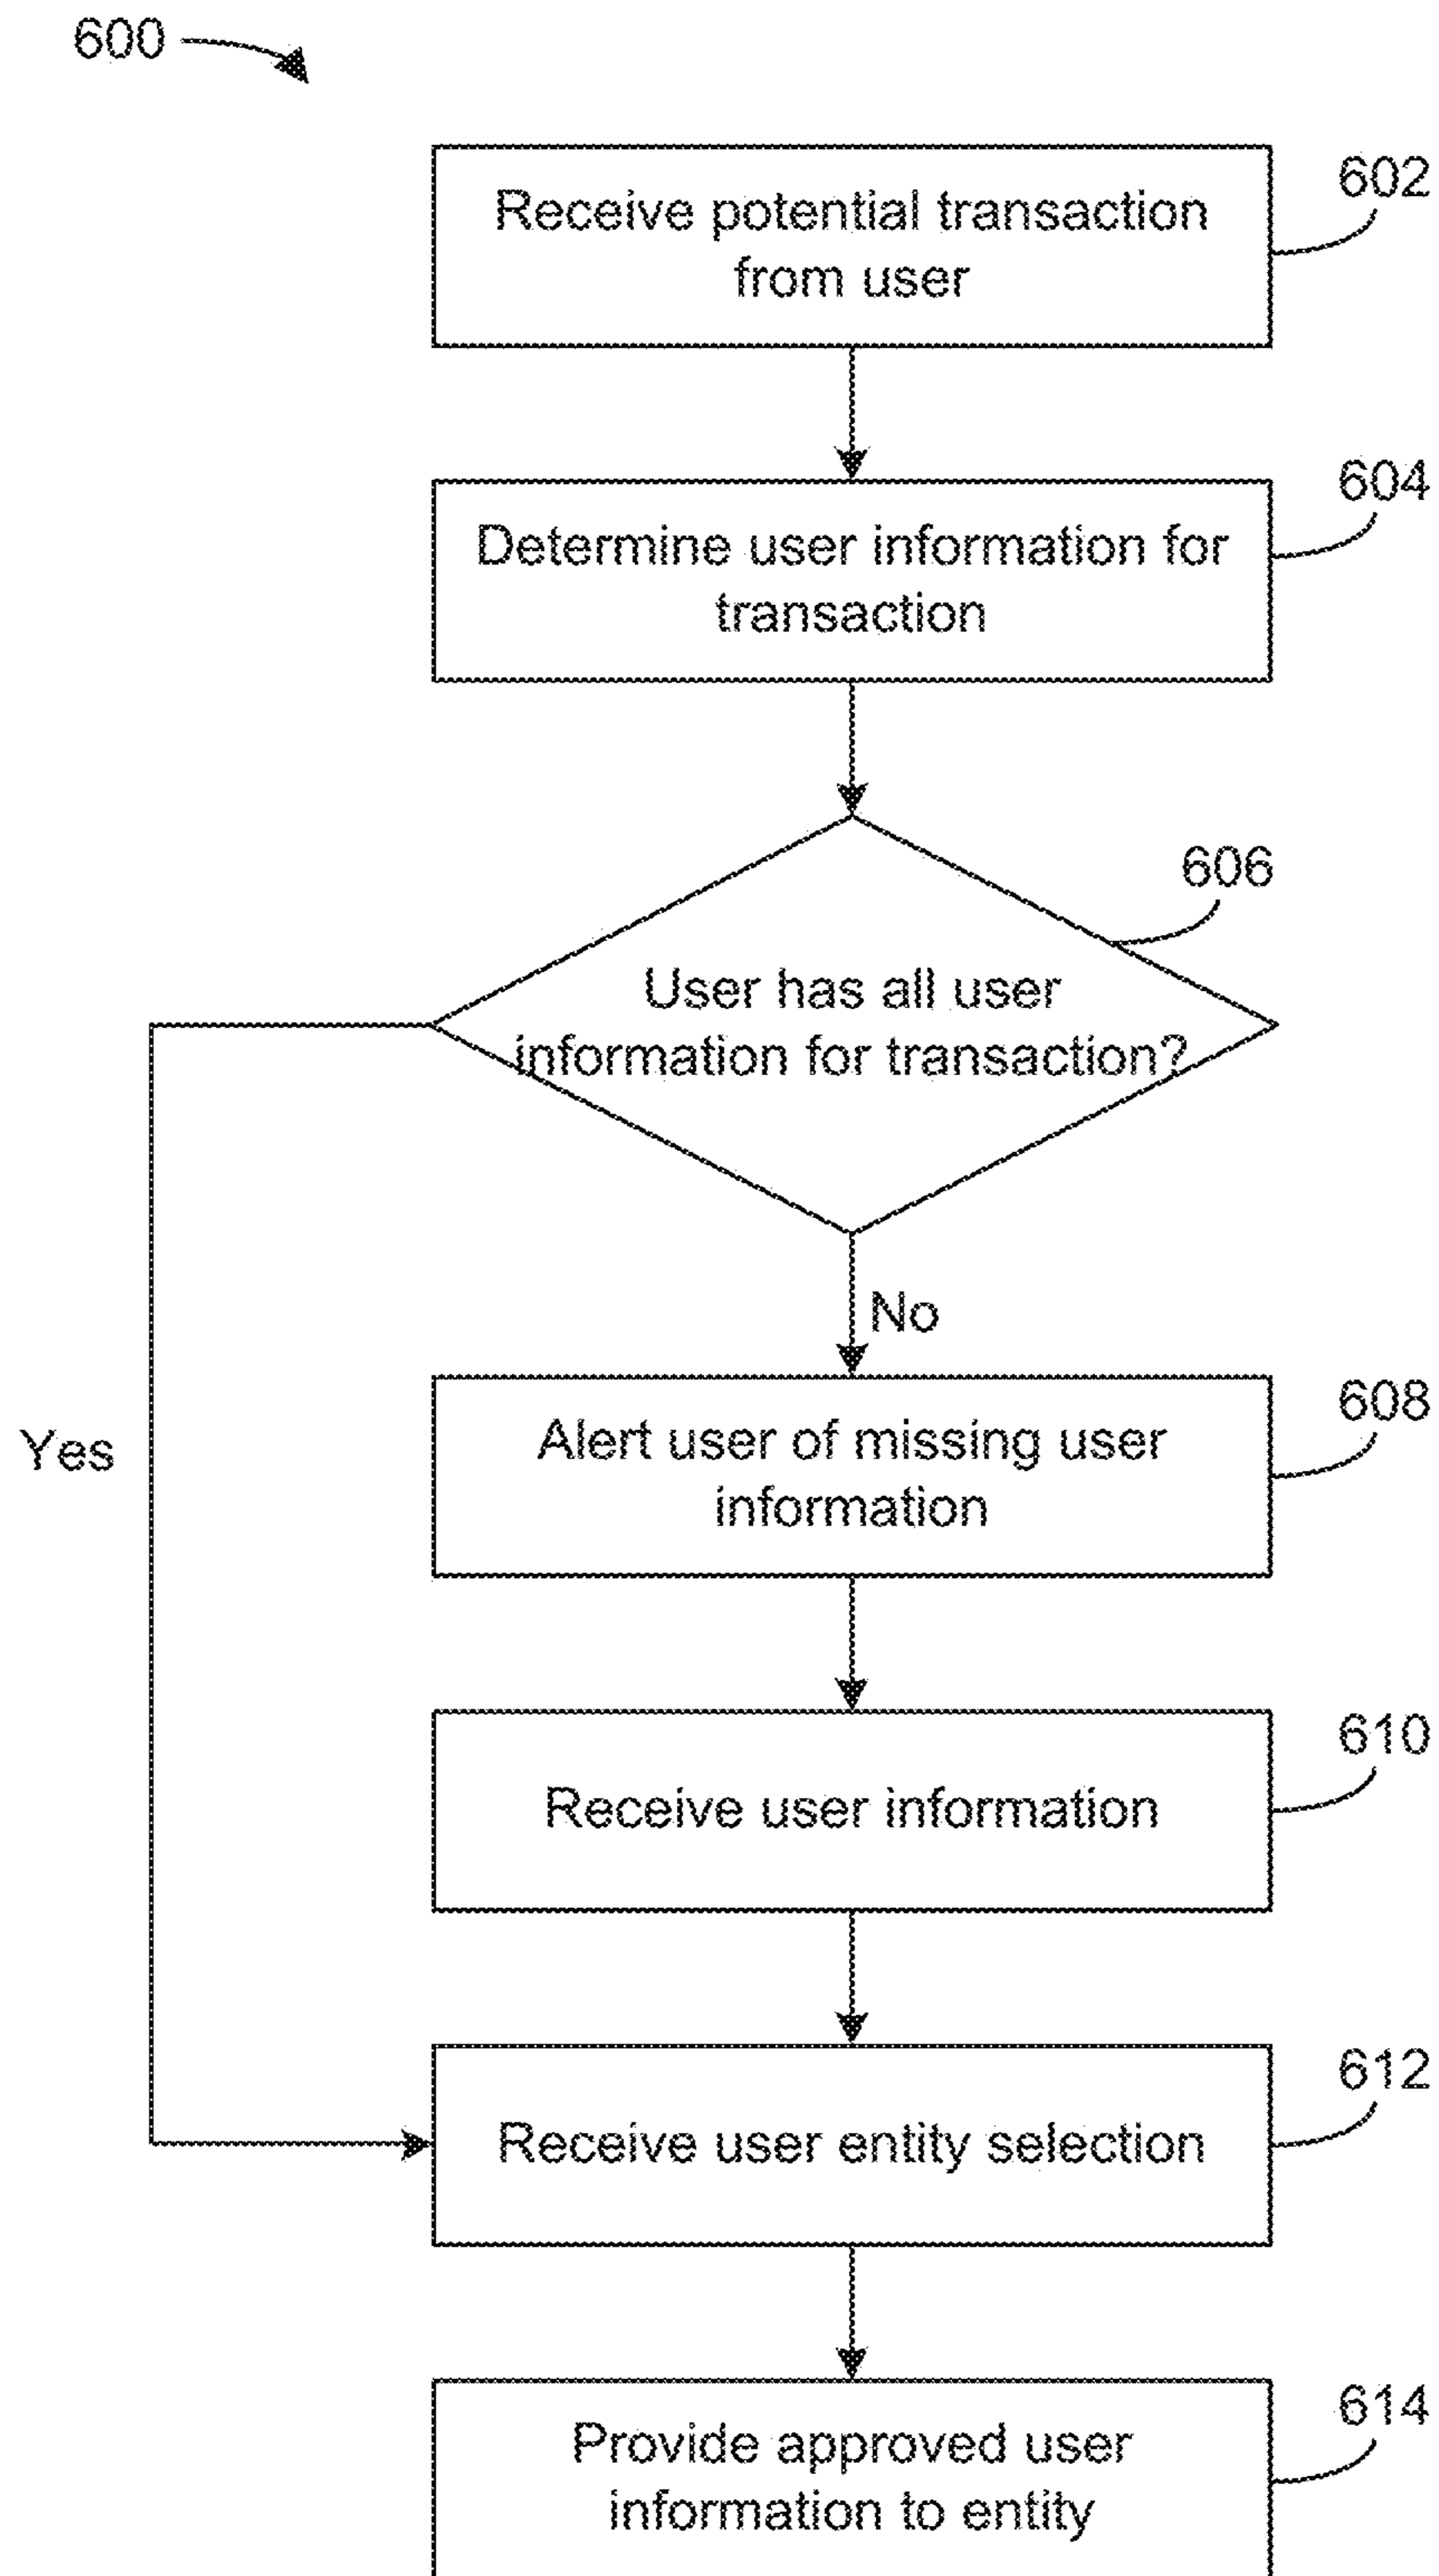 600
602
Receive potential transaction
from user
604
Determine user information for
transaction
606
User has all user
information for transaction?
No
Yes
608
Alert user of missing user
information
610
Receive user information
612
Receive user entity selection
614
Provide approved user
information to entity